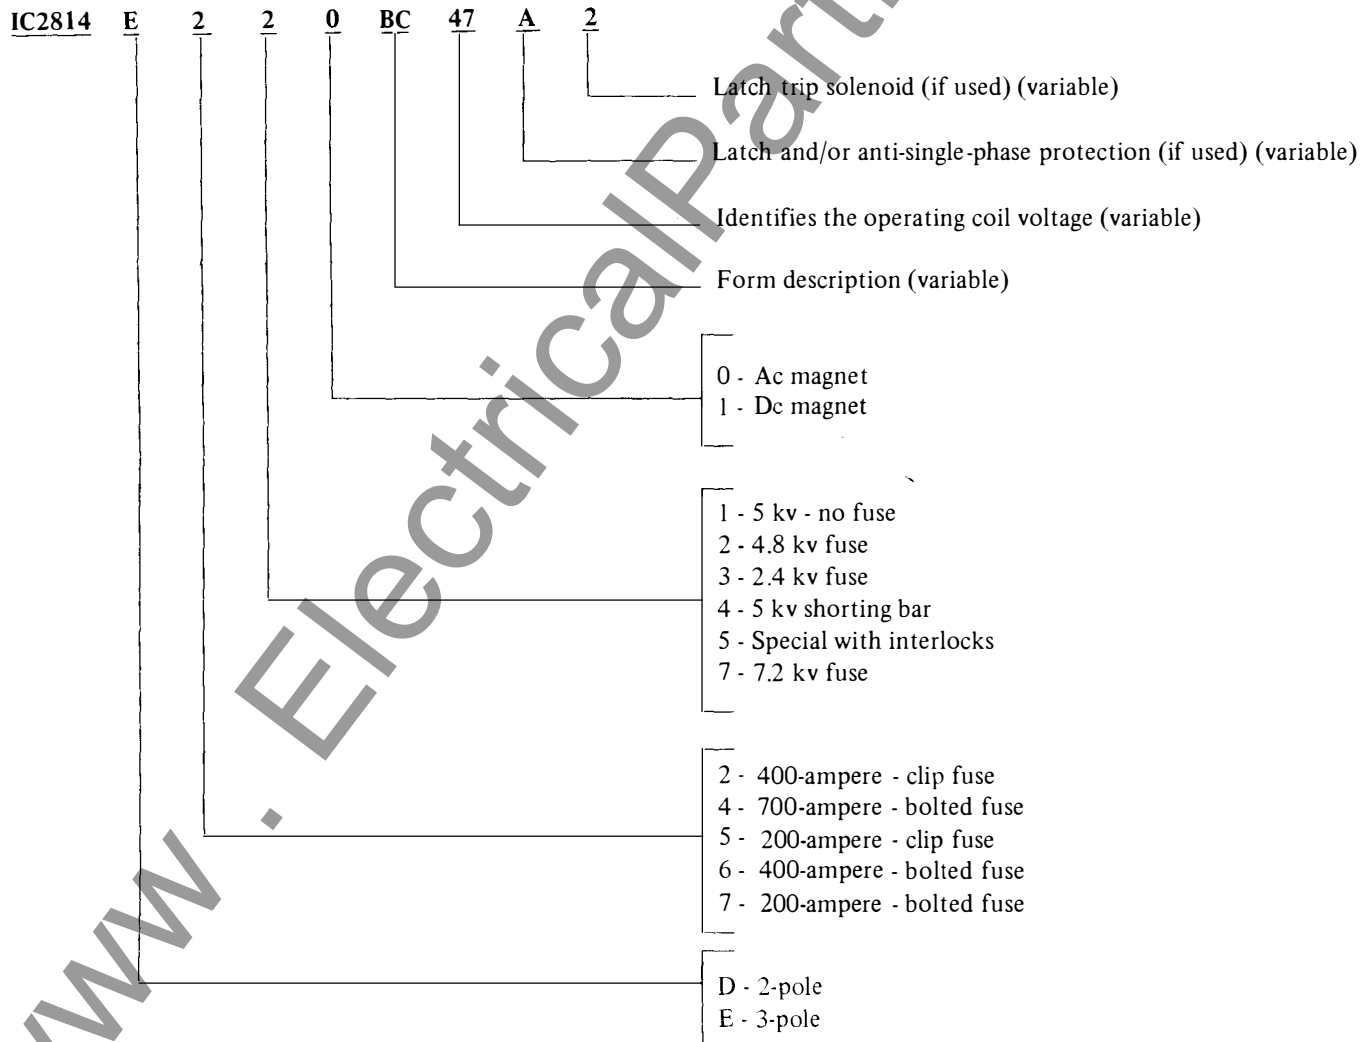 IC2814 E 2 2 0 BC 47 A 2
Latch trip solenoid (if used) (variable)
Latch and/or anti-single-phase protection (if used) (variable)
Identifies the operating coil voltage (variable)
Form description (variable)
0 - Ac magnet
1 - Dc magnet
1 - 5 kv - no fuse
2 - 4.8 kv fuse
3 - 2.4 kv fuse
4 - 5 kv shorting bar
5 - Special with interlocks
7 - 7.2 kv fuse
2 - 400-ampere - clip fuse
4 - 700-ampere - bolted fuse
5 - 200-ampere - clip fuse
6 - 400-ampere - bolted fuse
7 - 200-ampere - bolted fuse
D - 2-pole
E - 3-pole
www . ElectricalPart